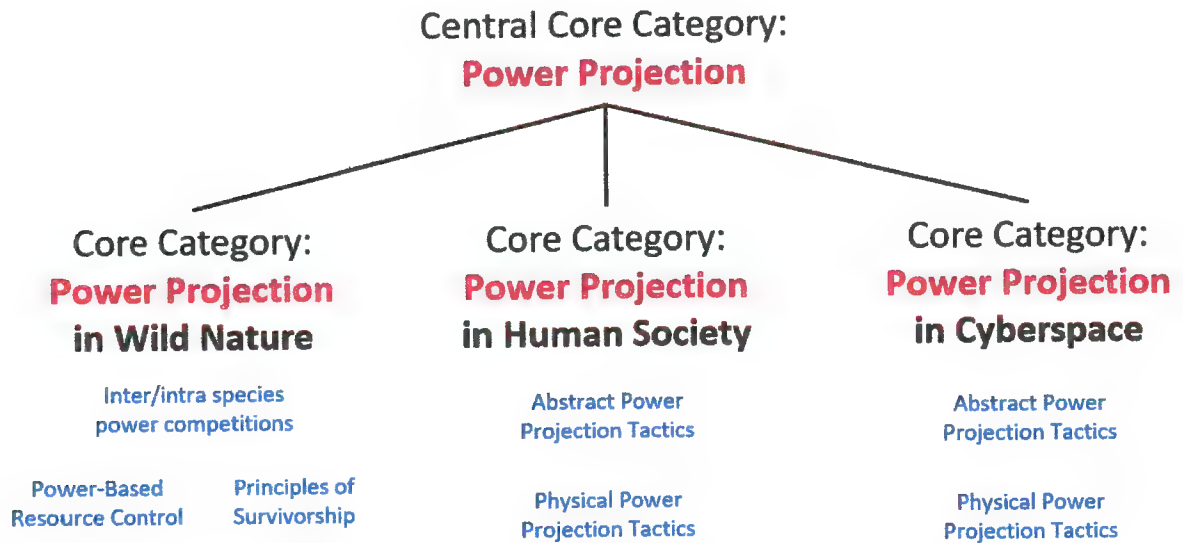 Central Core Category:
Power Projection
Core Category:
Power Projection
in Wild Nature
Inter/intra species
power competitions
Power-Based
Resource Control
Principles of
Survivorship
Core Category:
Power Projection
in Human Society
Abstract Power
Projection Tactics
Physical Power
Projection Tactics
Core Category:
Power Projection
in Cyberspace
Abstract Power
Projection Tactics
Physical Power
Projection Tactics